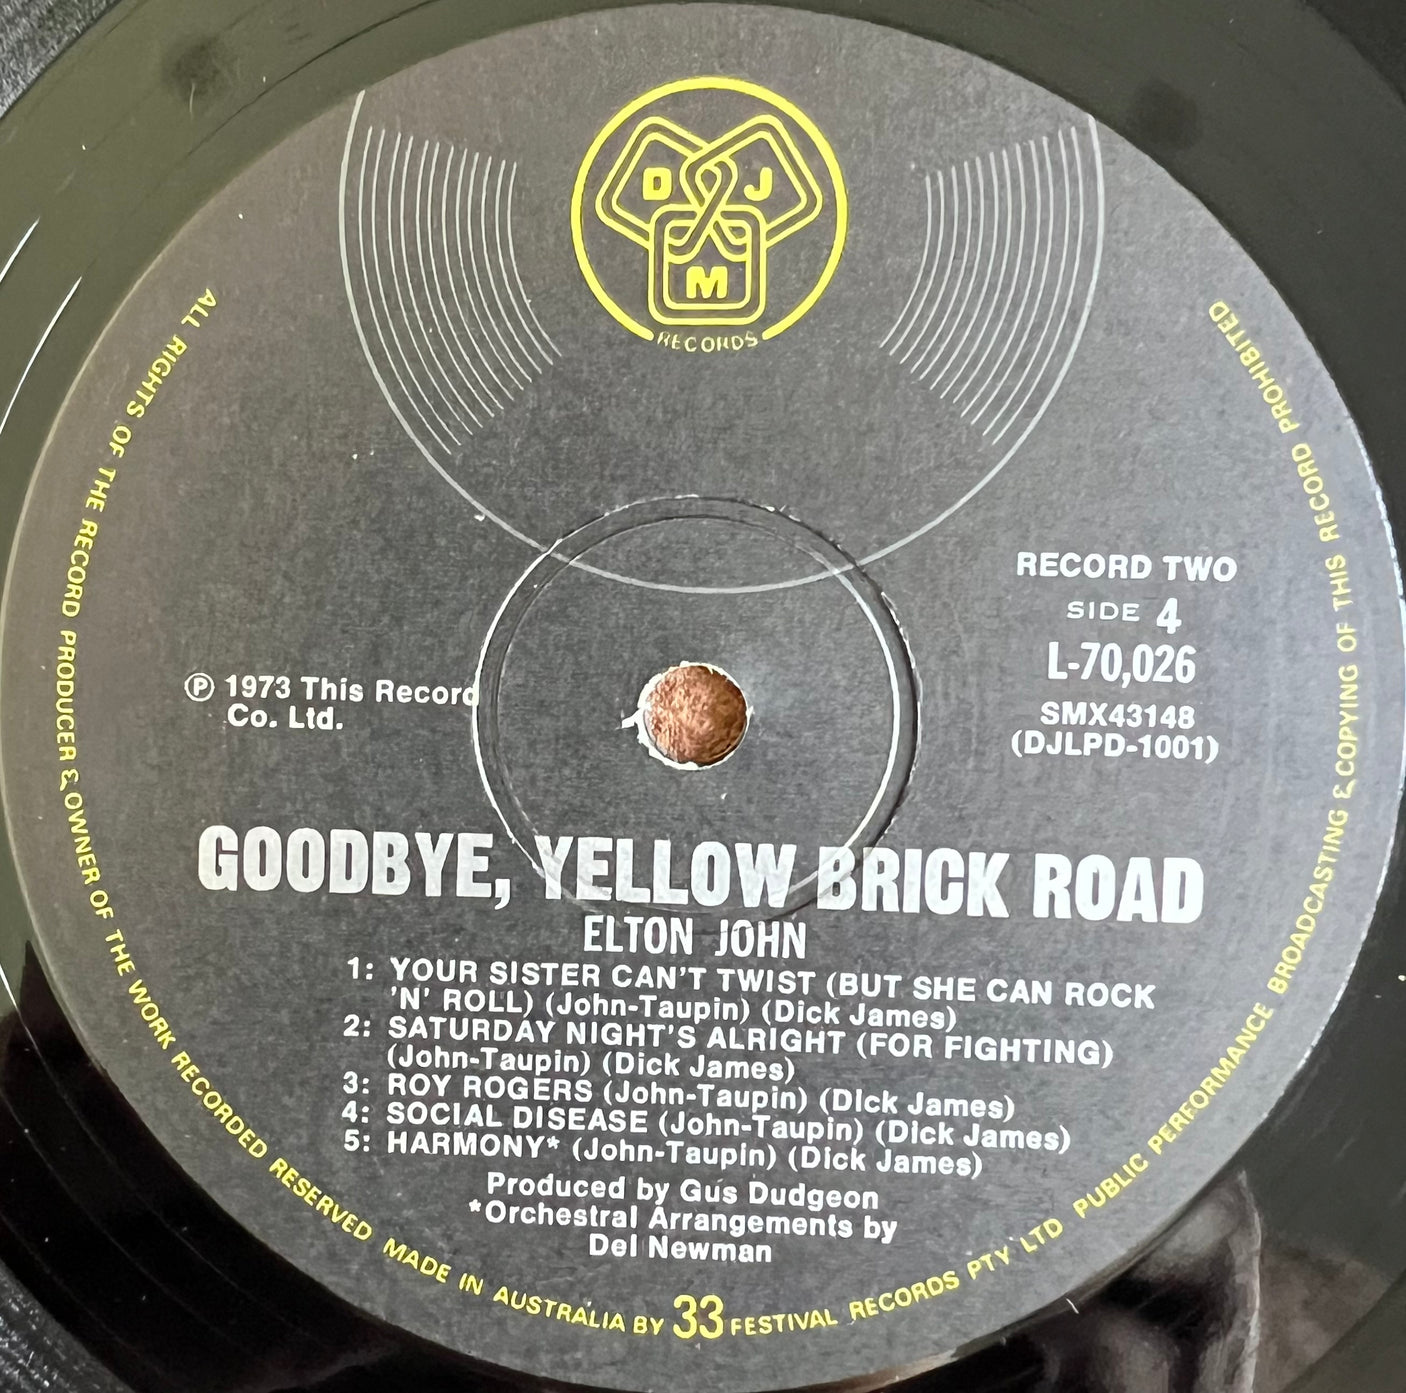 D J
M
RECORDS
RECORD TWO
SIDE 4
L-70,026
SMX43148
(DJLPD-1001)
Ⓟ 1973 This Record
Co. Ltd.
GOODBYE, YELLOW BRICK ROAD
ELTON JOHN
1: YOUR SISTER CAN'T TWIST (BUT SHE CAN ROCK
'N' ROLL) (John-Taupin) (Dick James)
2: SATURDAY NIGHT'S ALRIGHT (FOR FIGHTING)
(John-Taupin) (Dick James)
3: ROY ROGERS (John-Taupin) (Dick James)
4: SOCIAL DISEASE (John-Taupin) (Dick James)
5: HARMONY* (John-Taupin) (Dick James)
Produced by Gus Dudgeon
*Orchestral Arrangements by
Del Newman
ALL RIGHTS OF THE RECORD PRODUCER & OWNER OF THE WORK RECORDED RESERVED MADE IN AUSTRALIA BY 33 FESTIVAL RECORDS PTY LTD PUBLIC PERFORMANCE BROADCASTING & COPYING OF THIS RECORD PROHIBITED